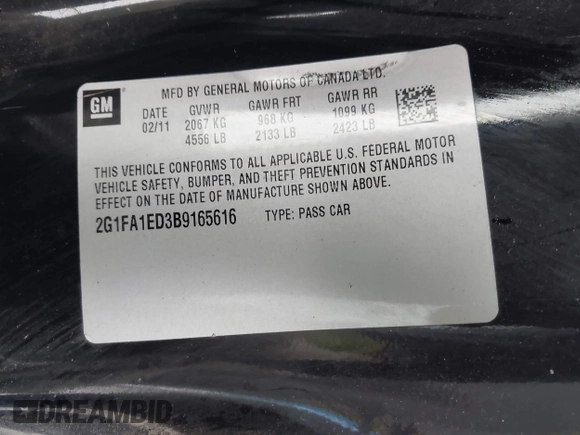 MFD BY GENERAL MOTORS OF CANADA LTD.
GM
DATE GVWR GAWR FRT GAWR RR
02/11 2067 KG 968 KG 1099 KG
4556 LB 2133 LB 2423 LB
THIS VEHICLE CONFORMS TO ALL APPLICABLE U.S. FEDERAL MOTOR
VEHICLE SAFETY, BUMPER, AND THEFT PREVENTION STANDARDS IN
EFFECT ON THE DATE OF MANUFACTURE SHOWN ABOVE.
2G1FA1ED3B9165616 TYPE: PASS CAR
DREAMBID